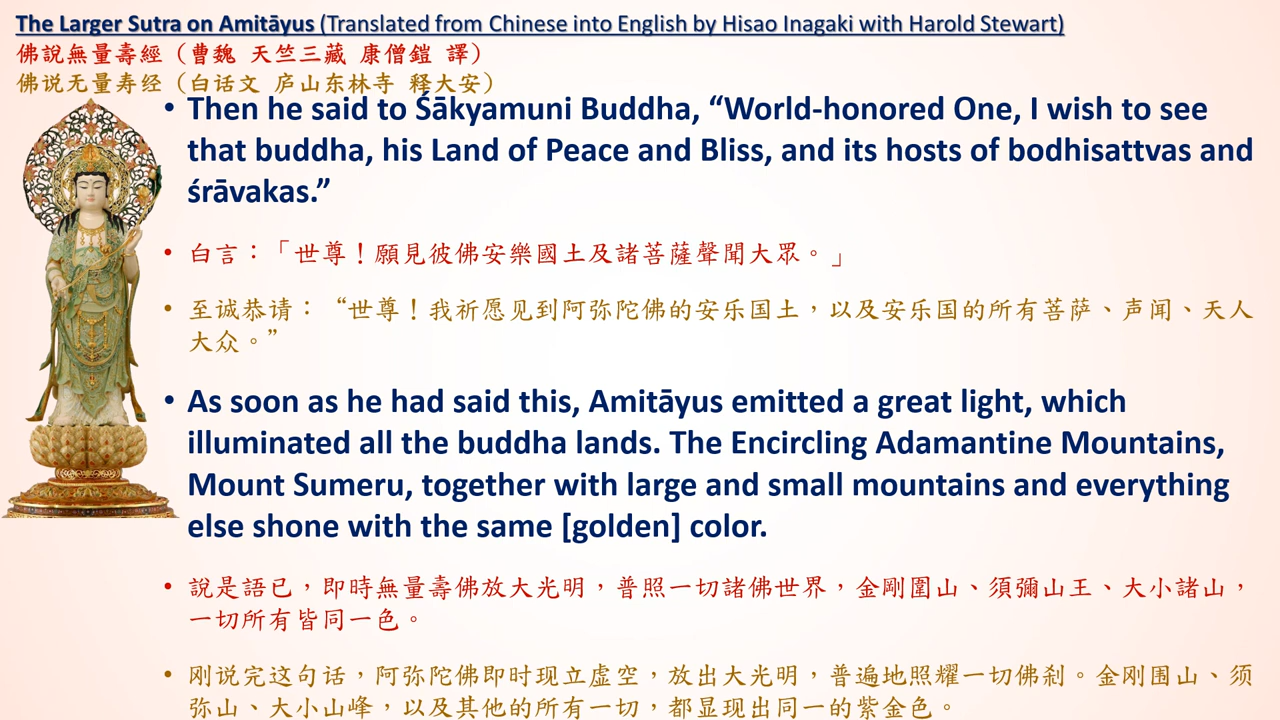 The Larger Sutra on Amitāyus (Translated from Chinese into English by Hisao Inagaki with Harold Stewart)
佛說無量壽經（曹魏 天竺三藏 康僧鎧 譯）
佛说无量寿经（白话文 庐山东林寺 释大安）
• Then he said to Śākyamuni Buddha, “World-honored One, I wish to see
that buddha, his Land of Peace and Bliss, and its hosts of bodhisattvas and
śrāvakas.”
• 白言：「世尊！願見彼佛安樂國土及諸菩薩聲聞大眾。」
• 至诚恭请：“世尊！我祈愿见到阿弥陀佛的安乐国土，以及安乐国的所有菩萨、声闻、天人
大众。”
• As soon as he had said this, Amitāyus emitted a great light, which
illuminated all the buddha lands. The Encircling Adamantine Mountains,
Mount Sumeru, together with large and small mountains and everything
else shone with the same [golden] color.
• 說是語已，即時無量壽佛放大光明，普照一切諸佛世界，金剛圍山、須彌山王、大小諸山，
一切所有皆同一色。
• 刚说完这句话，阿弥陀佛即时现立虚空，放出大光明，普遍地照耀一切佛刹。金刚围山、须
弥山、大小山峰，以及其他的所有一切，都显现出同一的紫金色。